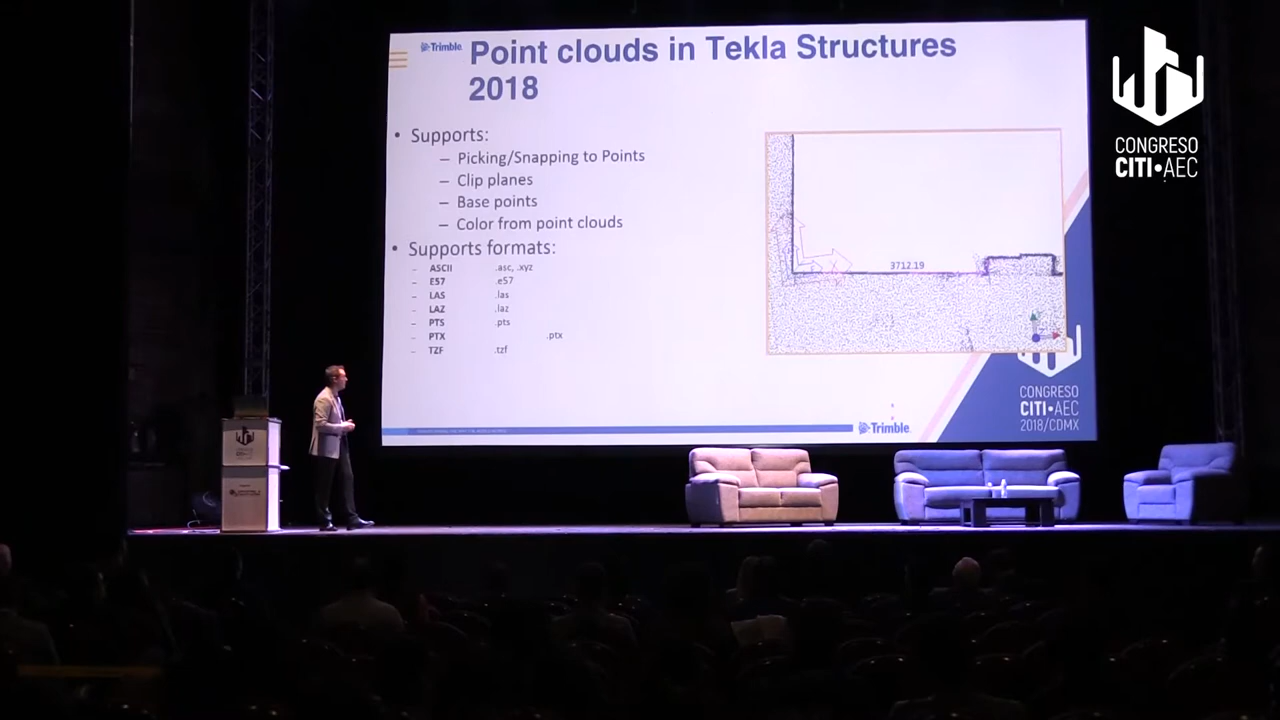 Trimble
Point clouds in Tekla Structures
2018
• Supports:
– Picking/Snapping to Points
– Clip planes
– Base points
– Color from point clouds
• Supports formats:
– ASCII .asc, .xyz
– E57 .e57
– LAS .las
– LAZ .laz
– PTS .pts
– PTX .ptx
– TZF .tzf
3712.19
Trimble
CONGRESO
CITI•AEC
2018/CDMX
CONGRESO
CITI•AEC